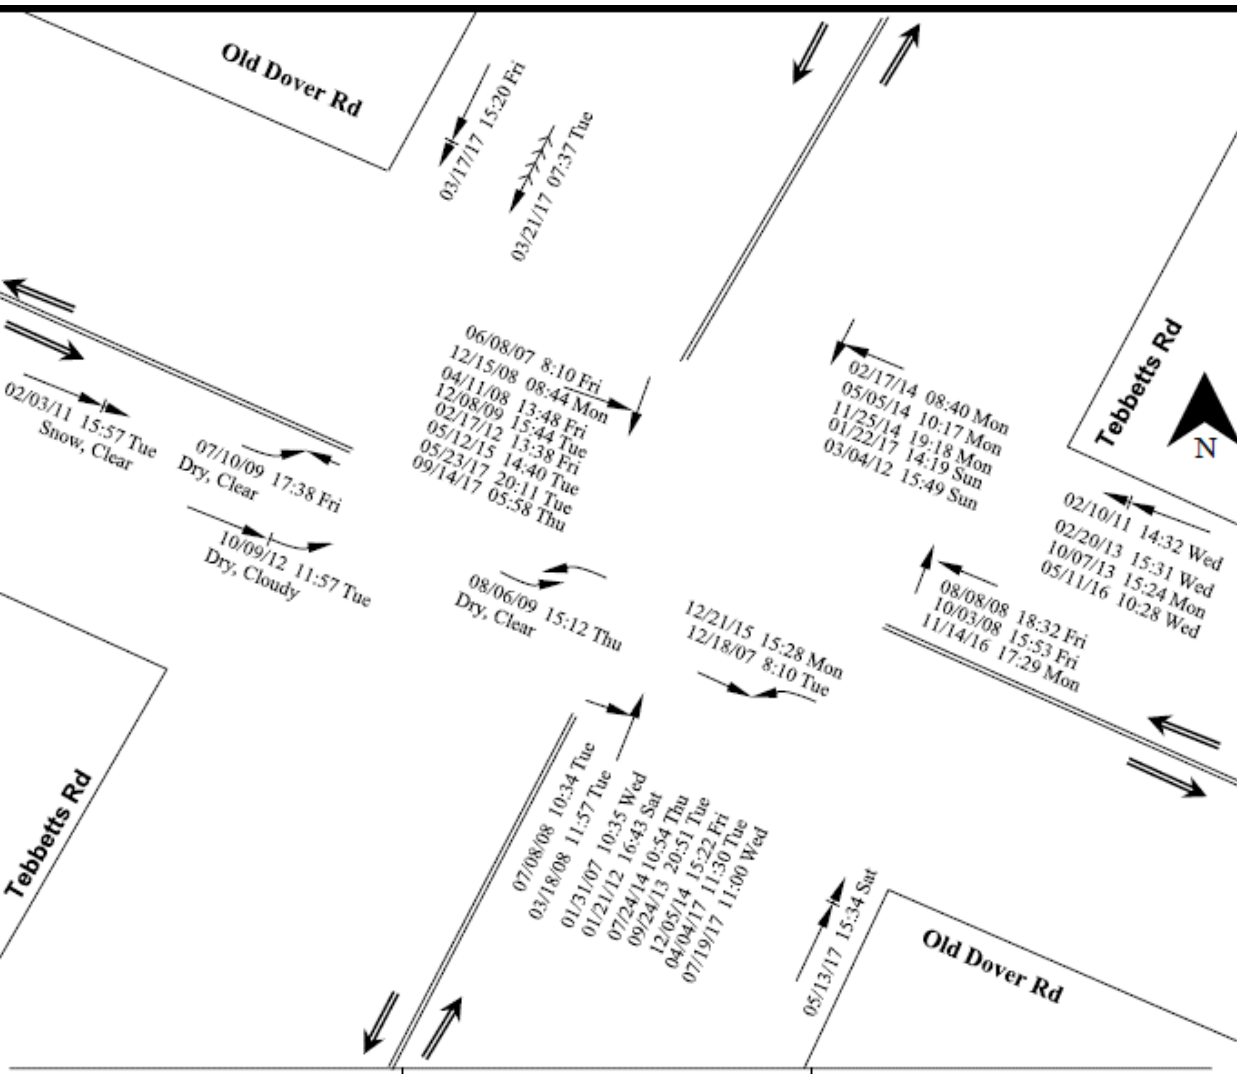 Old Dover Rd
03/17/17 15:20 Fri
03/21/17 07:37 Tue
06/08/07 8:10 Fri
12/15/08 08:44 Mon
04/11/08 13:48 Fri
12/08/09 15:44 Tue
02/17/12 13:38 Fri
05/12/15 14:40 Tue
05/23/17 20:11 Tue
09/14/17 05:58 Thu
02/17/14 08:40 Mon
05/05/14 10:17 Mon
11/25/14 19:18 Mon
01/22/17 14:19 Sun
03/04/12 15:49 Sun
Tebbetts Rd
N
02/03/11 15:57 Tue
Snow, Clear
07/10/09 17:38 Fri
Dry, Clear
10/09/12 11:57 Tue
Dry, Cloudy
08/06/09 15:12 Thu
Dry, Clear
02/10/11 14:32 Wed
02/20/13 15:31 Wed
10/07/13 15:24 Mon
05/11/16 10:28 Wed
08/08/08 18:32 Fri
10/03/08 15:53 Fri
11/14/16 17:29 Mon
12/21/15 15:28 Mon
12/18/07 8:10 Tue
Tebbetts Rd
07/08/08 10:34 Tue
03/18/08 11:57 Tue
01/31/07 10:35 Wed
01/21/12 16:43 Sat
07/24/14 10:54 Thu
09/24/13 20:51 Tue
12/05/14 15:22 Fri
04/04/17 11:30 Tue
07/19/17 11:00 Wed
05/13/17 15:34 Sat
Old Dover Rd